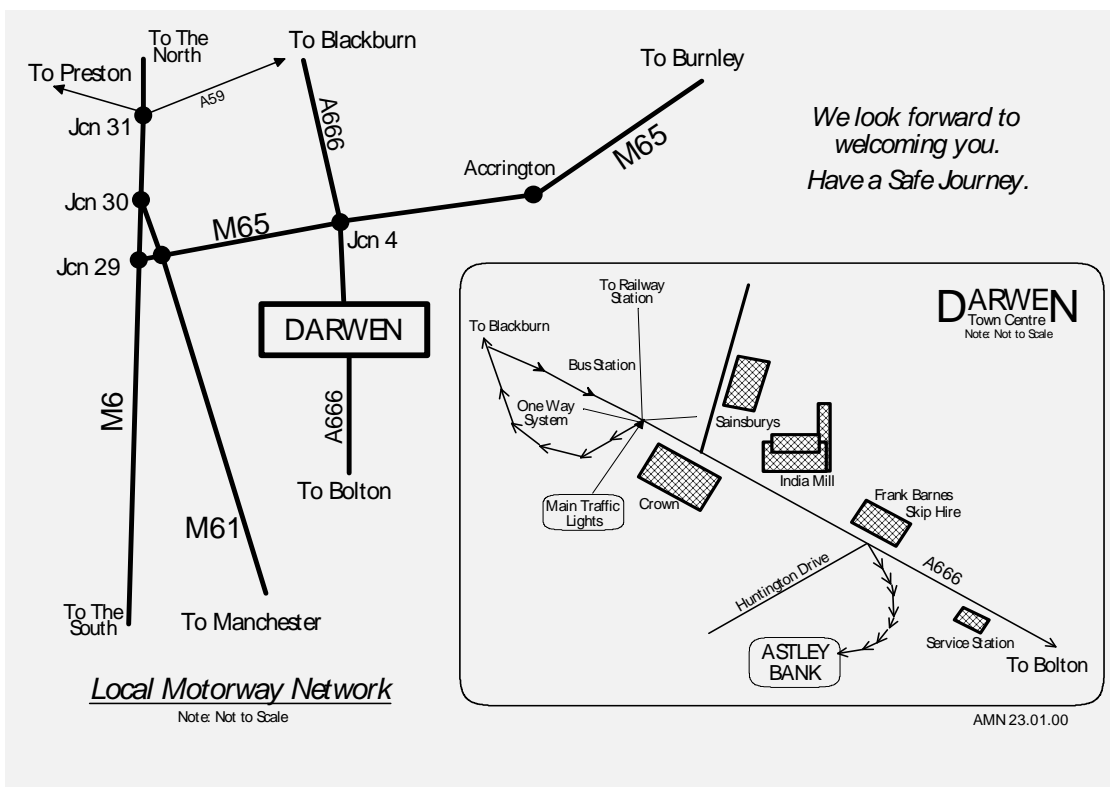 To The
North
To Blackburn
To Preston
A59
Jcn 31
A666
To Burnley
M65
Accrington
Jcn 30
M65
Jcn 4
Jcn 29
DARWEN
M6
A666
To Bolton
M61
To The
South
To Manchester
Local Motorway Network
Note: Not to Scale
We look forward to
welcoming you.
Have a Safe Journey.
DARWEN
Town Centre
Note: Not to Scale
To Railway
Station
To Blackburn
Bus Station
One Way
System
Sainsburys
India Mill
Main Traffic
Lights
Crown
Frank Barnes
Skip Hire
A666
Huntington Drive
Service Station
ASTLEY
BANK
To Bolton
AMN 23.01.00